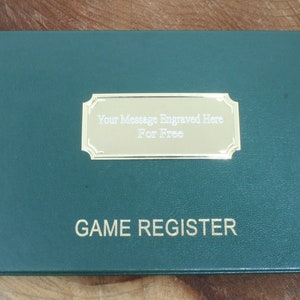 Your Message Engraved Here
For Free
GAME REGISTER